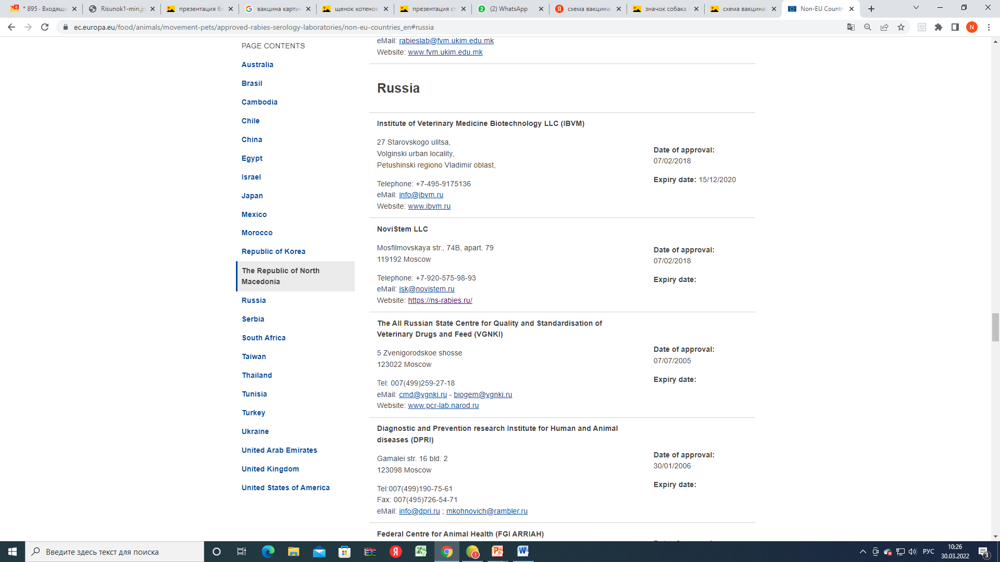 * 895 · Входящи
Risunok1-min.jp
презентация би
вакцина картин
щенок котенок
презентация ст
(2) WhatsApp
схема вакцинац
значок собака
схема вакцинац
Non-EU Countr
ec.europa.eu/food/animals/movement-pets/approved-rabies-serology-laboratories/non-eu-countries_en#russia
N
PAGE CONTENTS
Australia
Brasil
Cambodia
Chile
China
Egypt
Israel
Japan
Mexico
Morocco
Republic of Korea
The Republic of North
Macedonia
Russia
Serbia
South Africa
Taiwan
Thailand
Tunisia
Turkey
Ukraine
United Arab Emirates
United Kingdom
United States of America
eMail: rabieslab@fvm.ukim.edu.mk
Website: www.fvm.ukim.edu.mk
Russia
Institute of Veterinary Medicine Biotechnology LLC (IBVM)
27 Starovskogo ulitsa,
Volginski urban locality,
Petushinski regiono Vladimir oblast,
Telephone: +7-495-9175136
eMail: info@ibvm.ru
Website: www.ibvm.ru
Date of approval:
07/02/2018
Expiry date: 15/12/2020
NoviStem LLC
Mosfilmovskaya str., 74B, apart. 79
119192 Moscow
Telephone: +7-920-575-98-93
eMail: isk@novistem.ru
Website: https://ns-rabies.ru/
Date of approval:
07/02/2018
Expiry date:
The All Russian State Centre for Quality and Standardisation of
Veterinary Drugs and Feed (VGNKI)
5 Zvenigorodskoe shosse
123022 Moscow
Tel: 007(499)259-27-18
eMail: cmd@vgnki.ru - biogem@vgnki.ru
Website: www.pcr-lab.narod.ru
Date of approval:
07/07/2005
Expiry date:
Diagnostic and Prevention research Institute for Human and Animal
diseases (DPRI)
Gamalei str. 16 bld. 2
123098 Moscow
Tel:007(499)190-75-61
Fax: 007(495)726-54-71
eMail: info@dpri.ru ; mkohnovich@rambler.ru
Date of approval:
30/01/2006
Expiry date:
Federal Centre for Animal Health (FGI ARRIAH)
Введите здесь текст для поиска
РУС
10:26
30.03.2022
3